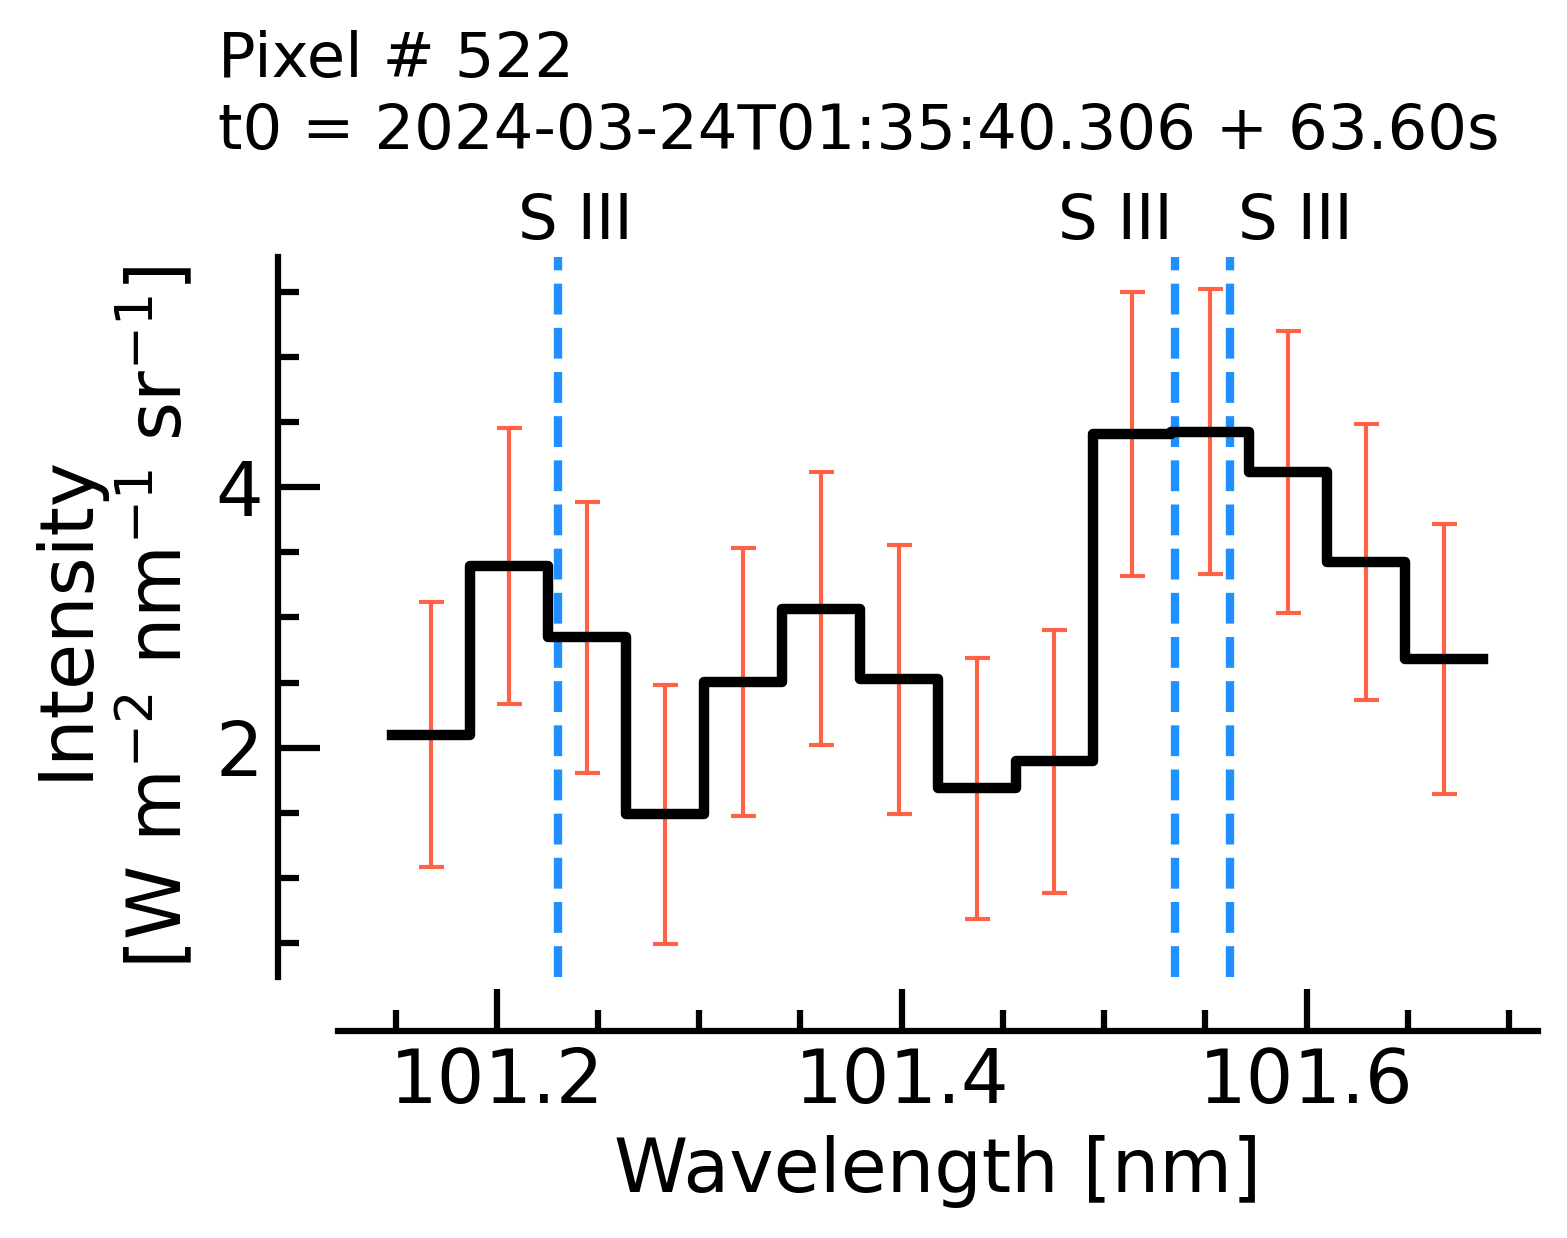 Pixel # 522
t0 = 2024-03-24T01:35:40.306 + 63.60s
S III S III S III
Intensity
[W m⁻² nm⁻¹ sr⁻¹]
4
2
101.2 101.4 101.6
Wavelength [nm]